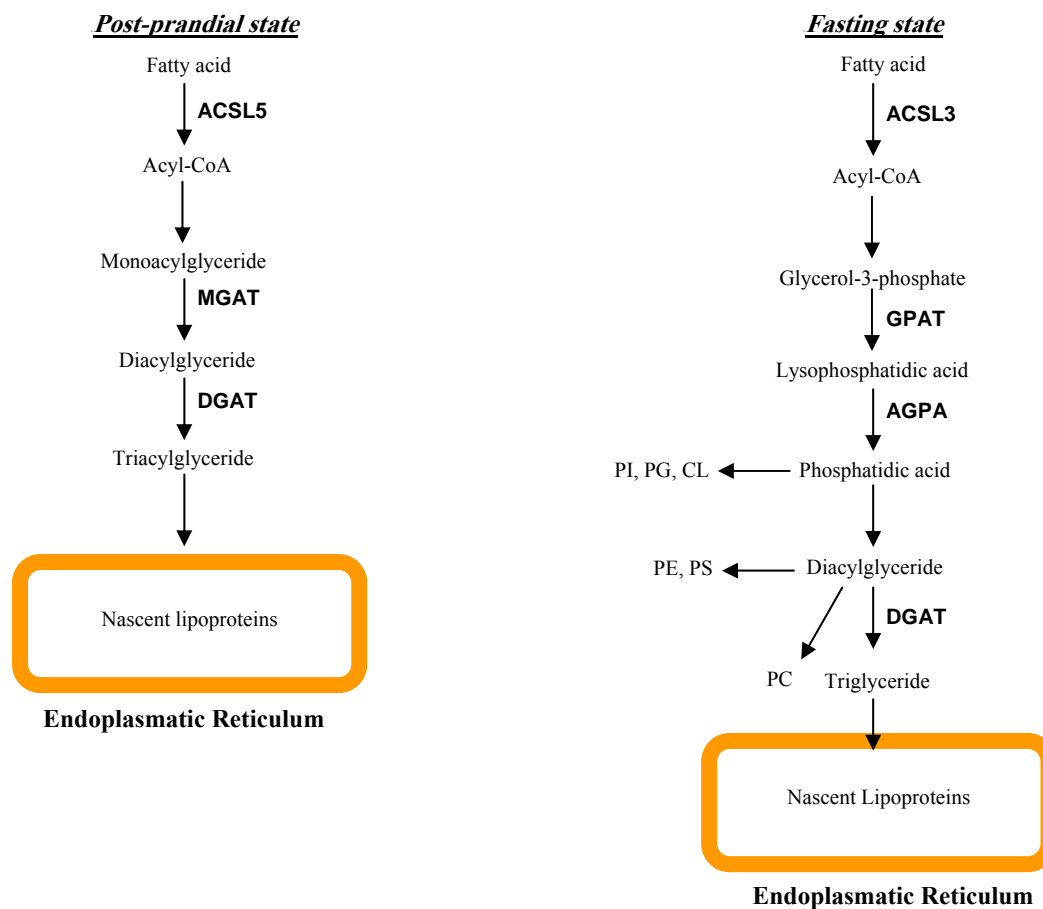 Post-prandial state
Fatty acid
ACSL5
Acyl-CoA
Monoacylglyceride
MGAT
Diacylglyceride
DGAT
Triacylglyceride
Nascent lipoproteins
Endoplasmatic Reticulum
Fasting state
Fatty acid
ACSL3
Acyl-CoA
Glycerol-3-phosphate
GPAT
Lysophosphatidic acid
AGPA
PI, PG, CL
Phosphatidic acid
PE, PS
Diacylglyceride
DGAT
PC
Triglyceride
Nascent Lipoproteins
Endoplasmatic Reticulum